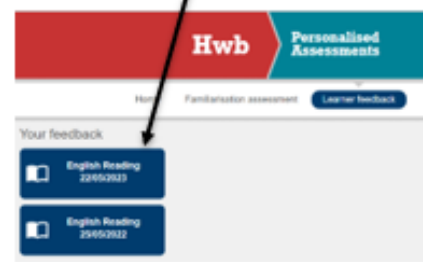 Hwb
Personalised
Assessments
Home
Familiarisation assessment
Learner feedback
Your feedback
English Reading
22/05/2023
English Reading
25/05/2022